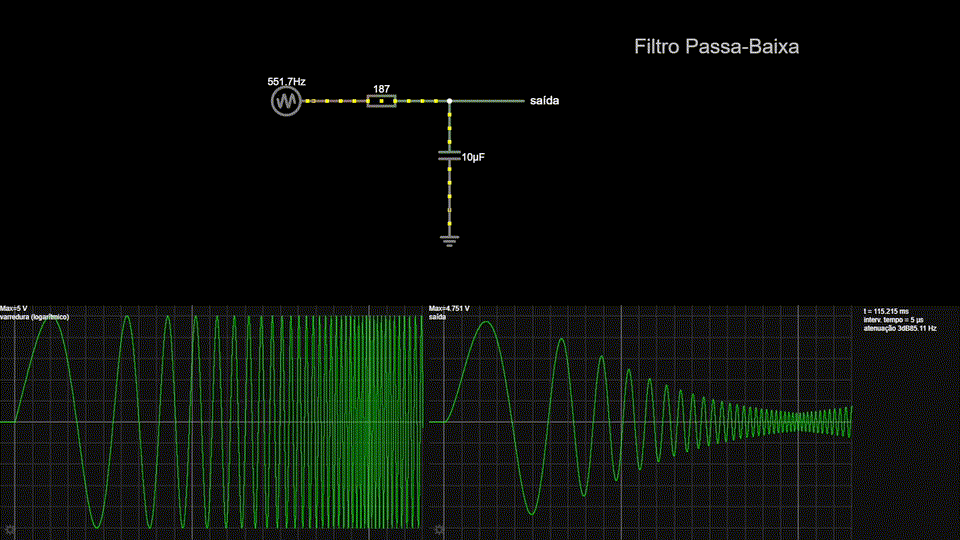 Filtro Passa-Baixa
551.7Hz
187
saída
10µF
Max=5 V
varredura (logarítmico)
Max=4.751 V
saída
t = 115.215 ms
interv. tempo = 5 µs
atenuação 3dB85.11 Hz